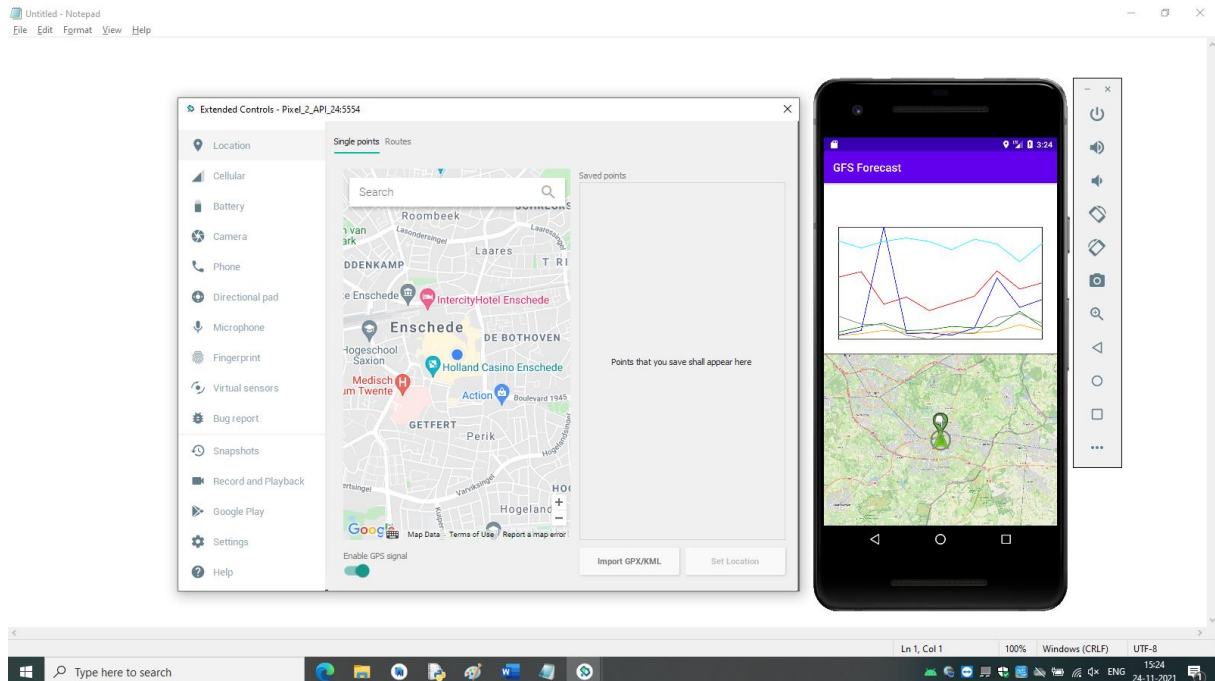 Untitled - Notepad
File Edit Format View Help
Extended Controls - Pixel_2_API_24:5554
Location
Cellular
Battery
Camera
Phone
Directional pad
Microphone
Fingerprint
Virtual sensors
Bug report
Snapshots
Record and Playback
Google Play
Settings
Help
Single points Routes
Search
Roombeek
Lasondersingel
Laares
DDENKAMP
T R I
e Enschede
IntercityHotel Enschede
Enschede
DE BOTHOVEN
Hogeschool
Saxion
Holland Casino Enschede
Medisch
um Twente
Action
Boulevard 1945
GETFERT
Perik
Varviksingel
Hogeland
Google Map Data Terms of Use Report a map error
Enable GPS signal
Saved points
Points that you save shall appear here
Import GPX/KML Set Location
3:24
GFS Forecast
Ln 1, Col 1 100% Windows (CRLF) UTF-8
Type here to search
ENG
15:24
24-11-2021